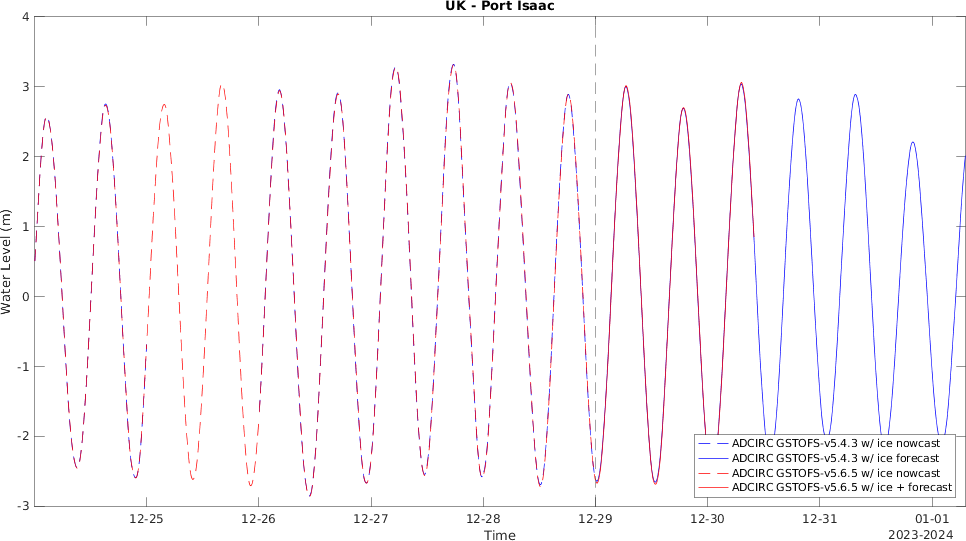 UK - Port Isaac
4
3
2
1
0
-1
-2
-3
Water Level (m)
12-25 12-26 12-27 12-28 12-29 12-30 12-31 01-01
Time
2023-2024
ADCIRC GSTOFS-v5.4.3 w/ ice nowcast
ADCIRC GSTOFS-v5.4.3 w/ ice forecast
ADCIRC GSTOFS-v5.6.5 w/ ice nowcast
ADCIRC GSTOFS-v5.6.5 w/ ice + forecast